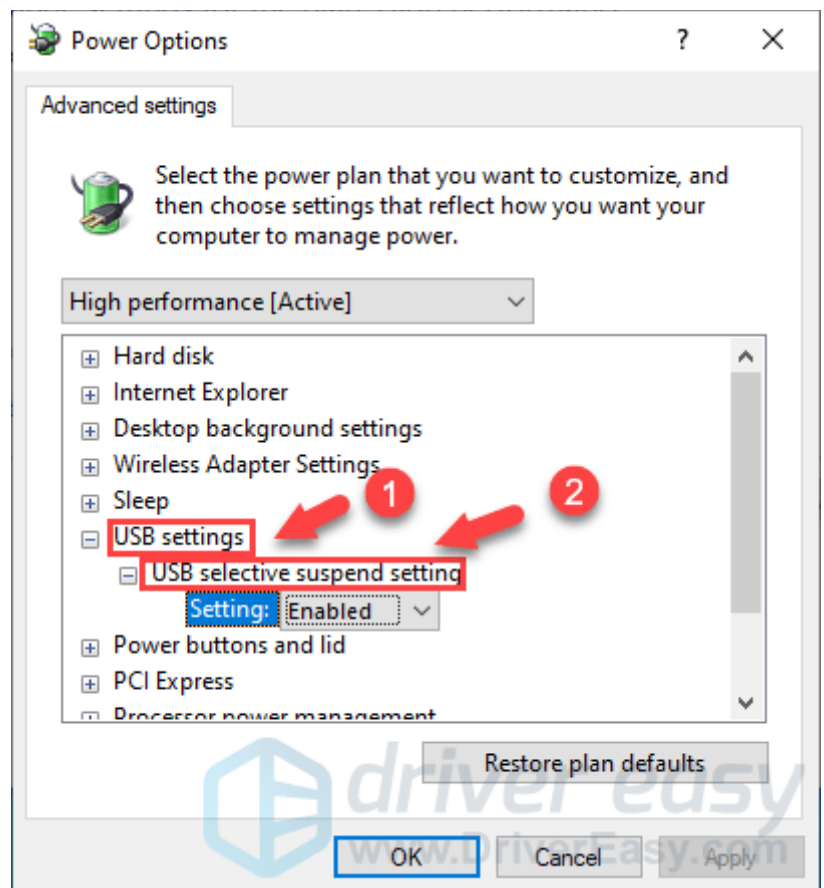 Power Options
?
Advanced settings
Select the power plan that you want to customize, and
then choose settings that reflect how you want your
computer to manage power.
High performance [Active]
Hard disk
Internet Explorer
Desktop background settings
Wireless Adapter Settings
1
2
Sleep
USB settings
USB selective suspend setting
Setting: Enabled
Power buttons and lid
PCI Express
Processor power management
Restore plan defaults
driver easy
www.DriverEasy.com
OK
Cancel
Apply